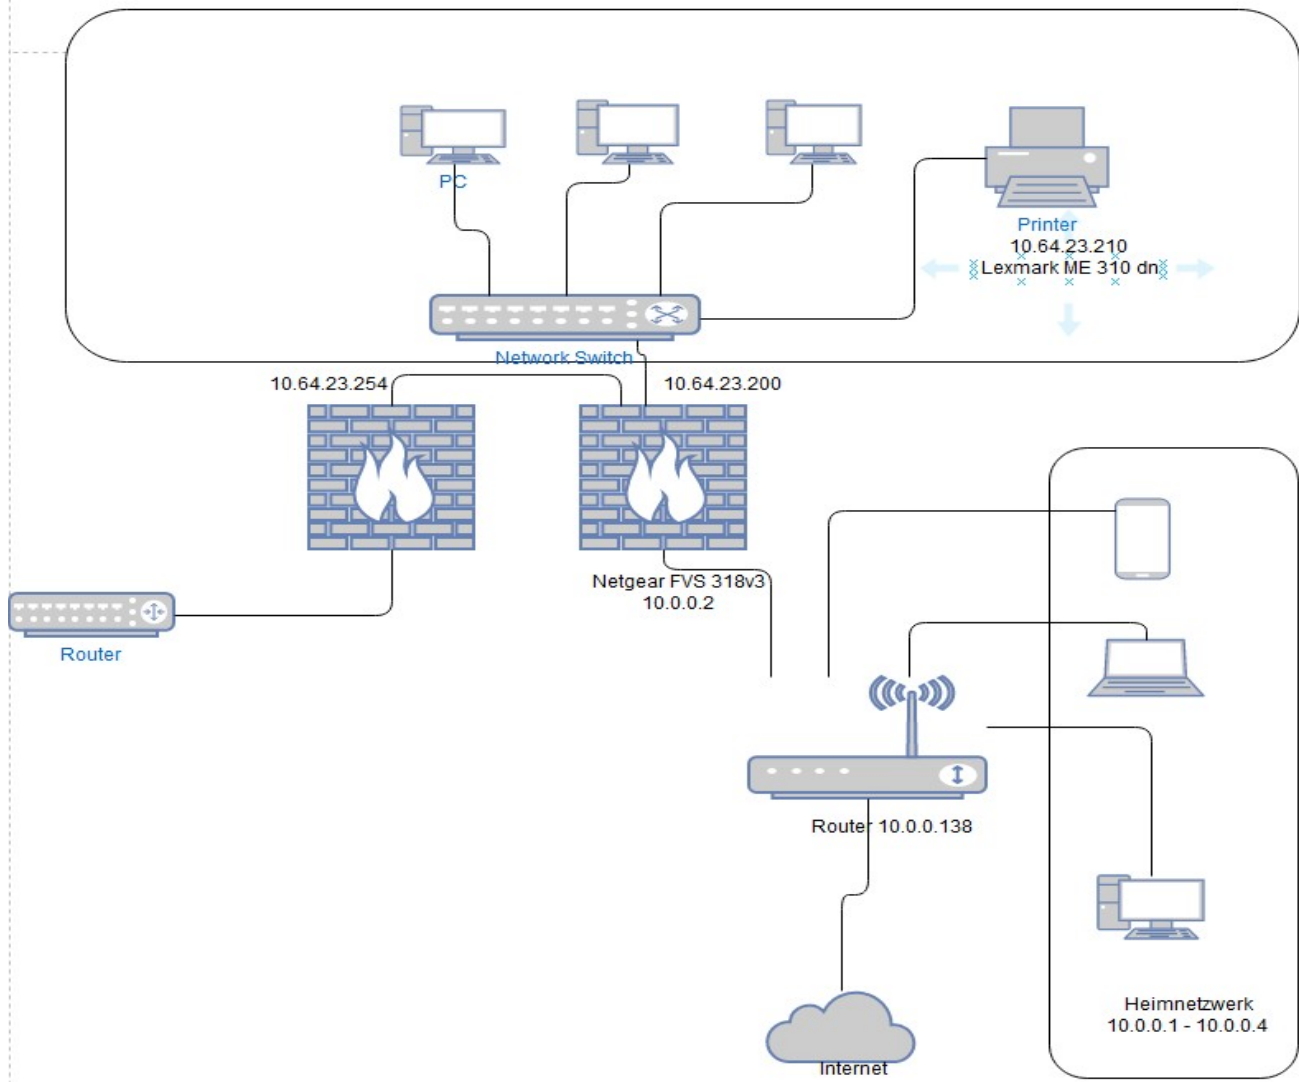 PC
Printer
10.64.23.210
Lexmark ME 310 dn
Network Switch
10.64.23.254
10.64.23.200
Netgear FVS 318v3
10.0.0.2
Router
Router 10.0.0.138
Heimnetzwerk
10.0.0.1 - 10.0.0.4
Internet